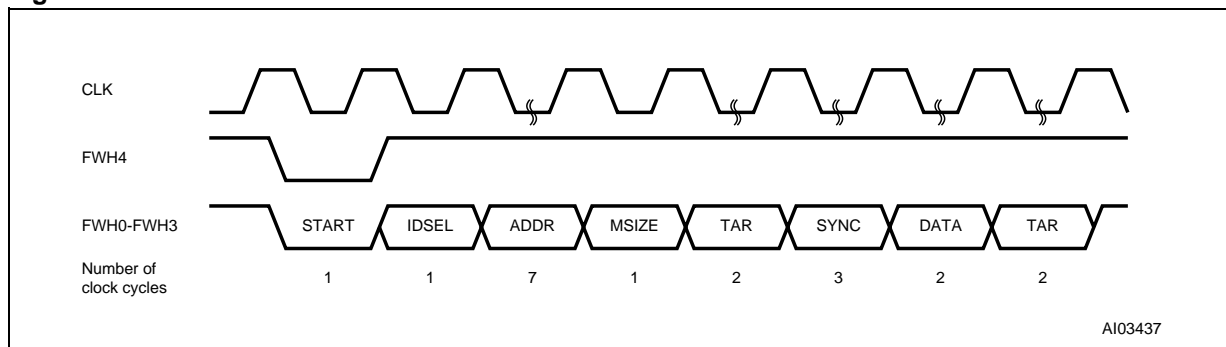 CLK
FWH4
FWH0-FWH3 START IDSEL ADDR MSIZE TAR SYNC DATA TAR
Number of
clock cycles 1 1 7 1 2 3 2 2
AI03437